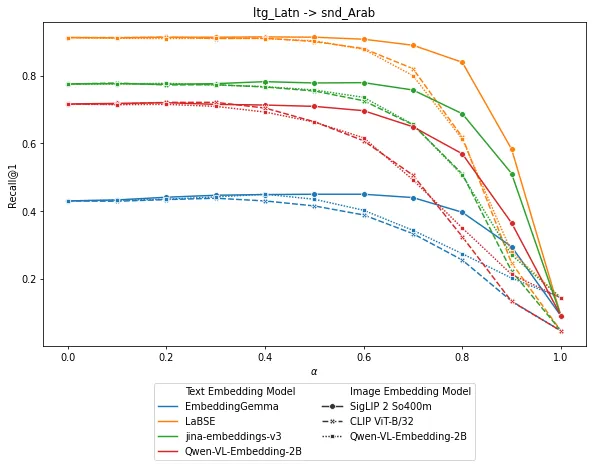 ltg_Latn -> snd_Arab
Recall@1
0.8
0.6
0.4
0.2
0.0 0.2 0.4 0.6 0.8 1.0
α
Text Embedding Model Image Embedding Model
EmbeddingGemma SigLIP 2 So400m
LaBSE CLIP ViT-B/32
jina-embeddings-v3 Qwen-VL-Embedding-2B
Qwen-VL-Embedding-2B